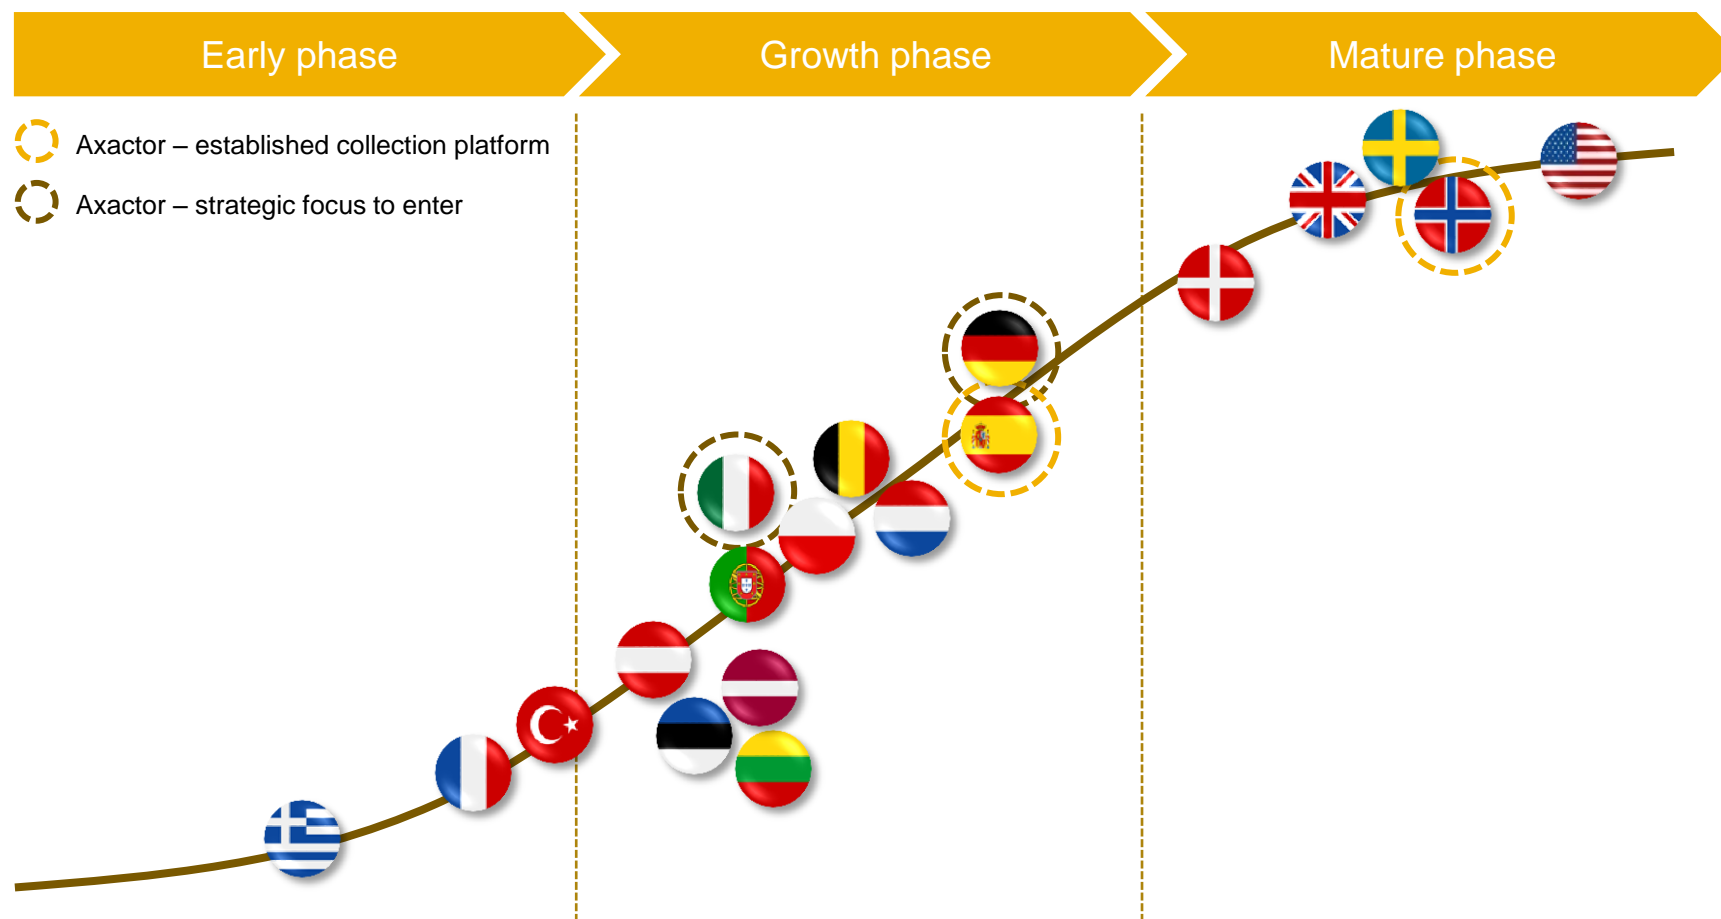 Early phase
Growth phase
Mature phase
Axactor – established collection platform
Axactor – strategic focus to enter